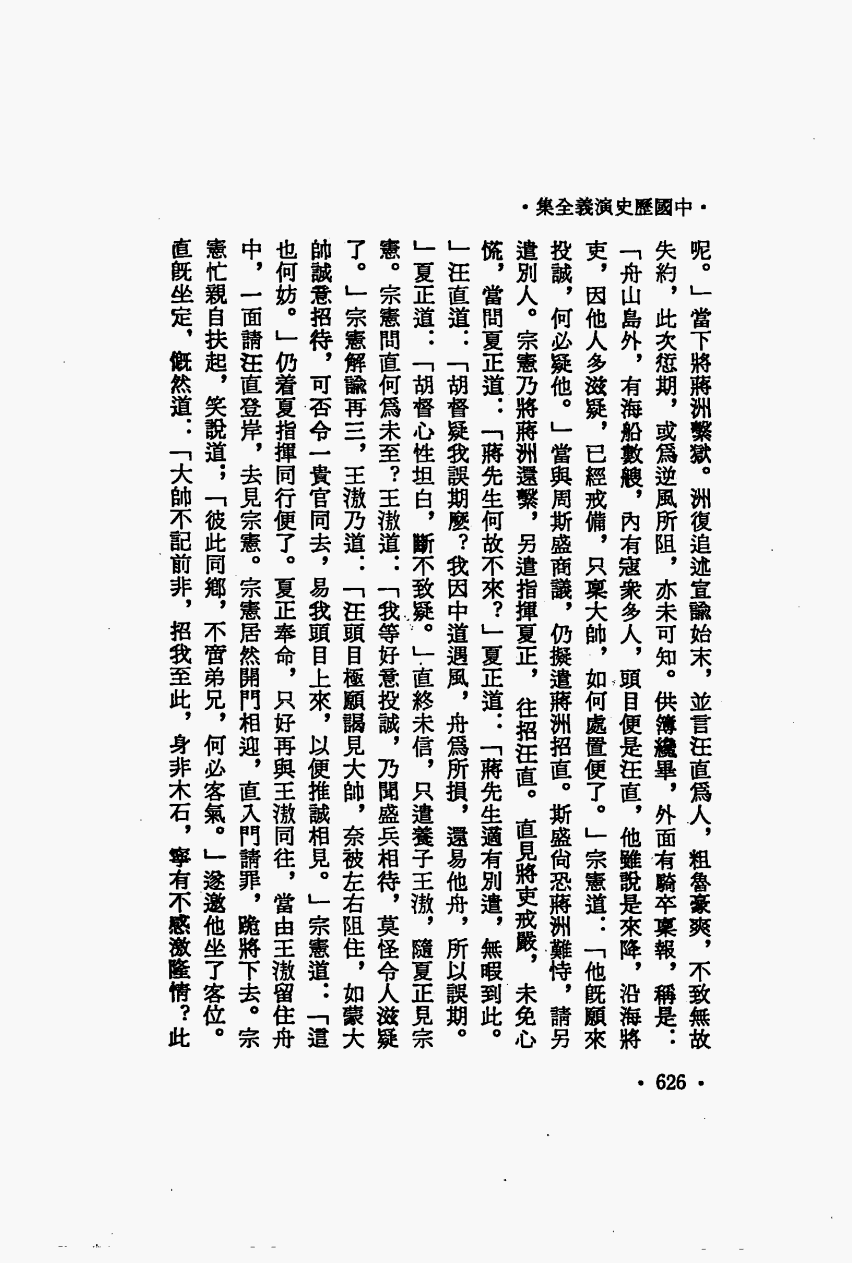 •中國歷史演義全集•
呢。」當下將蔣洲繫獄。洲復追述宣諭始末，並言汪直爲人，粗魯豪爽，不致無故
失約，此次愆期，或爲逆風所阻，亦未可知。供簿纔畢，外面有騎卒稟報，稱是：
「舟山島外，有海船數艘，內有寇衆多人，頭目便是汪直，他雖說是來降，沿海將
吏，因他人多滋疑，已經戒備，只稟大帥，如何處置便了。」宗憲道：「他既願來
投誠，何必疑他。」當與周斯盛商議，仍擬遣蔣洲招直。斯盛尙恐蔣洲難恃，請另
遣別人。宗憲乃將蔣洲還繫，另遣指揮夏正，往招汪直。直見將吏戒嚴，未免心
慌，當問夏正道：「蔣先生何故不來？」夏正道：「蔣先生適有別遣，無暇到此。
」汪直道：「胡督疑我誤期麼？我因中道遇風，舟爲所損，還易他舟，所以誤期。
」夏正道：「胡督心性坦白，斷不致疑。」直終未信，只遣養子王滶，隨夏正見宗
憲。宗憲問直何爲未至？王滶道：「我等好意投誠，乃聞盛兵相待，莫怪令人滋疑
了。」宗憲解諭再三，王滶乃道：「汪頭目極願謁見大帥，奈被左右阻住，如蒙大
帥誠意招待，可否令一貴官同去，易我頭目上來，以便推誠相見。」宗憲道：「這
也何妨。」仍着夏指揮同行便了。夏正奉命，只好再與王滶同往，當由王滶留住舟
中，一面請汪直登岸，去見宗憲。宗憲居然開門相迎，直入門請罪，跪將下去。宗
憲忙親自扶起，笑說道；「彼此同鄉，不啻弟兄，何必客氣。」遂邀他坐了客位。
直既坐定，慨然道：「大帥不記前非，招我至此，身非木石，寧有不感激隆情？此
• 626 •